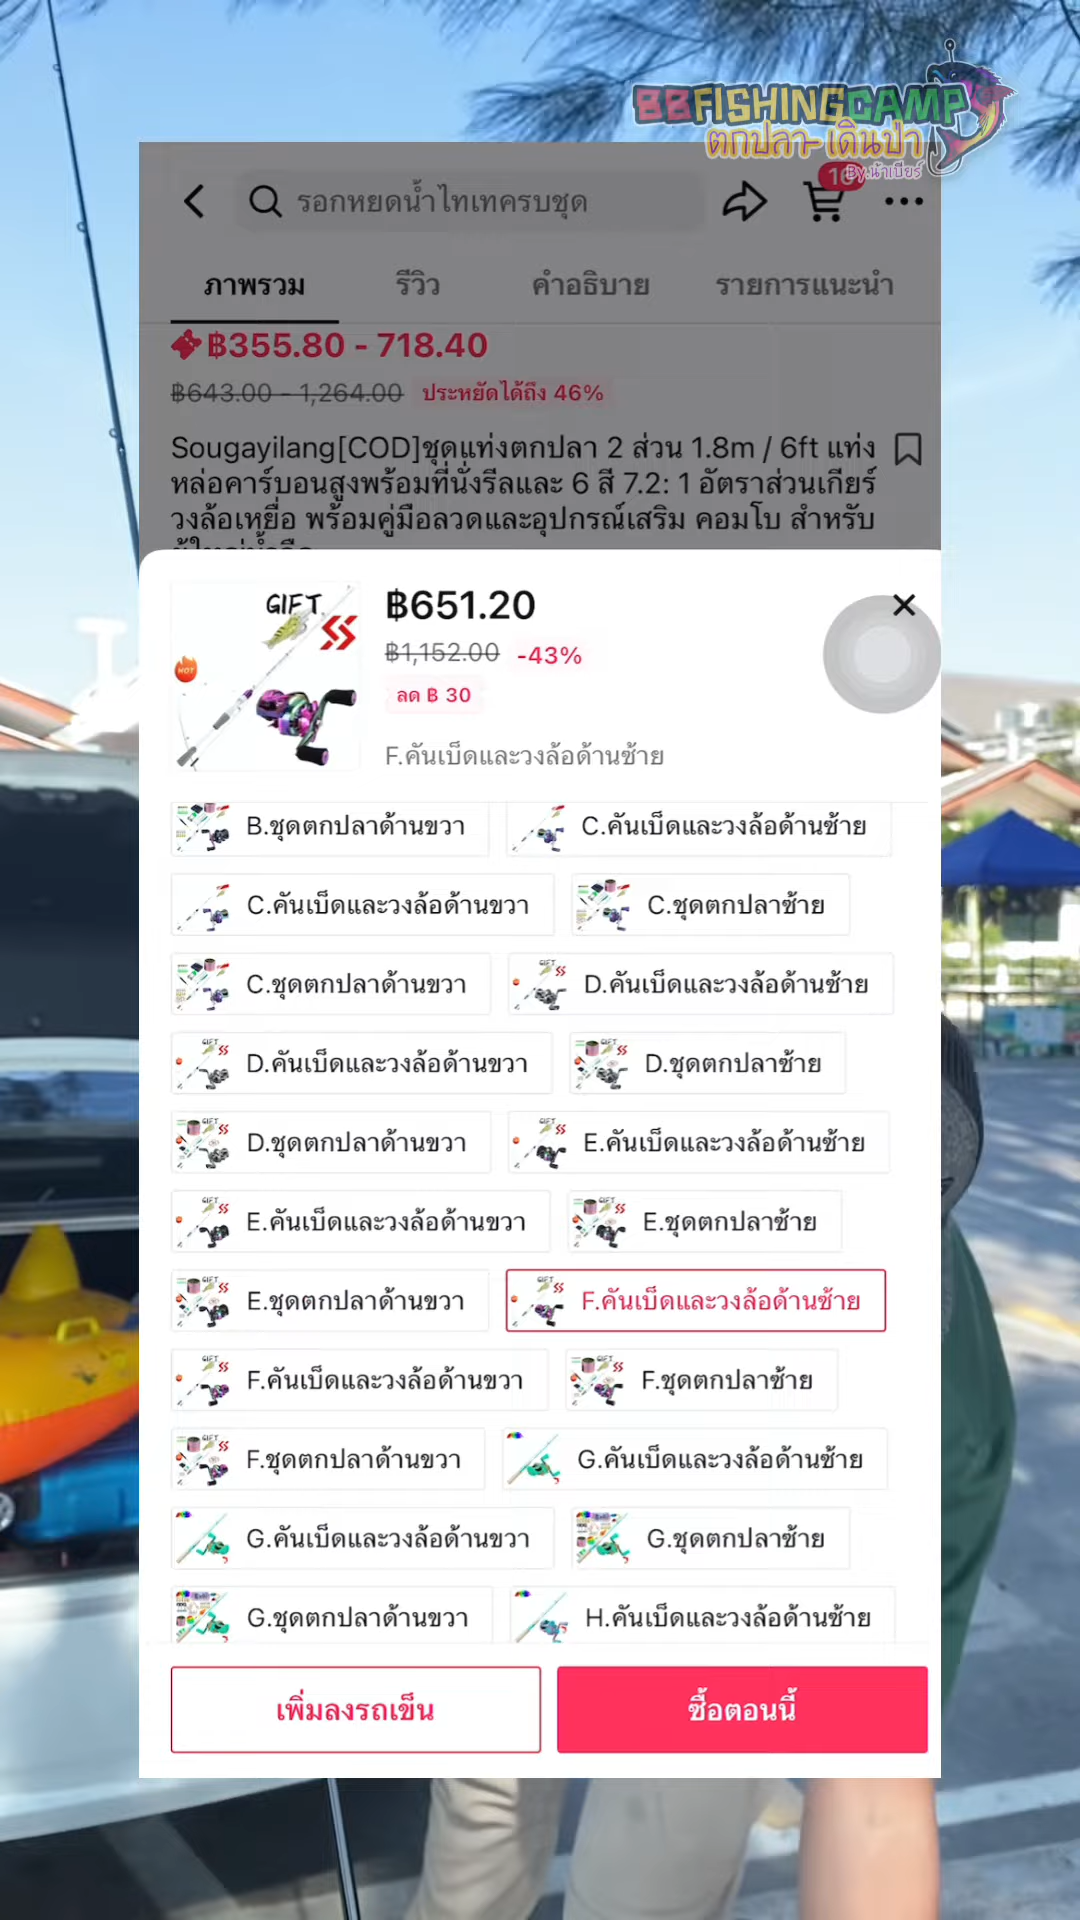 BBFISHINGCAMP
ตกปลา- เดินป่า
By.น้าเบียร์
รอกหยดน้ำไทเทครบชุด
ภาพรวม
รีวิว
คำอธิบาย
รายการแนะนำ
฿355.80 - 718.40
฿643.00 - 1,264.00 ประหยัดได้ถึง 46%
Sougayilang[COD]ชุดแท่งตกปลา 2 ส่วน 1.8m / 6ft แท่ง
หล่อคาร์บอนสูงพร้อมที่นั่งรีลและ 6 สี 7.2: 1 อัตราส่วนเกียร์
วงล้อเหยื่อ พร้อมคู่มือลวดและอุปกรณ์เสริม คอมโบ สำหรับ
GIFT
HOT
฿651.20
฿1,152.00 -43%
ลด ฿ 30
F.คันเบ็ดและวงล้อด้านซ้าย
B.ชุดตกปลาด้านขวา
C.คันเบ็ดและวงล้อด้านซ้าย
C.คันเบ็ดและวงล้อด้านขวา
C.ชุดตกปลาซ้าย
C.ชุดตกปลาด้านขวา
D.คันเบ็ดและวงล้อด้านซ้าย
D.คันเบ็ดและวงล้อด้านขวา
D.ชุดตกปลาซ้าย
D.ชุดตกปลาด้านขวา
E.คันเบ็ดและวงล้อด้านซ้าย
E.คันเบ็ดและวงล้อด้านขวา
E.ชุดตกปลาซ้าย
E.ชุดตกปลาด้านขวา
F.คันเบ็ดและวงล้อด้านซ้าย
F.คันเบ็ดและวงล้อด้านขวา
F.ชุดตกปลาซ้าย
F.ชุดตกปลาด้านขวา
G.คันเบ็ดและวงล้อด้านซ้าย
G.คันเบ็ดและวงล้อด้านขวา
G.ชุดตกปลาซ้าย
G.ชุดตกปลาด้านขวา
H.คันเบ็ดและวงล้อด้านซ้าย
เพิ่มลงรถเข็น
ซื้อตอนนี้